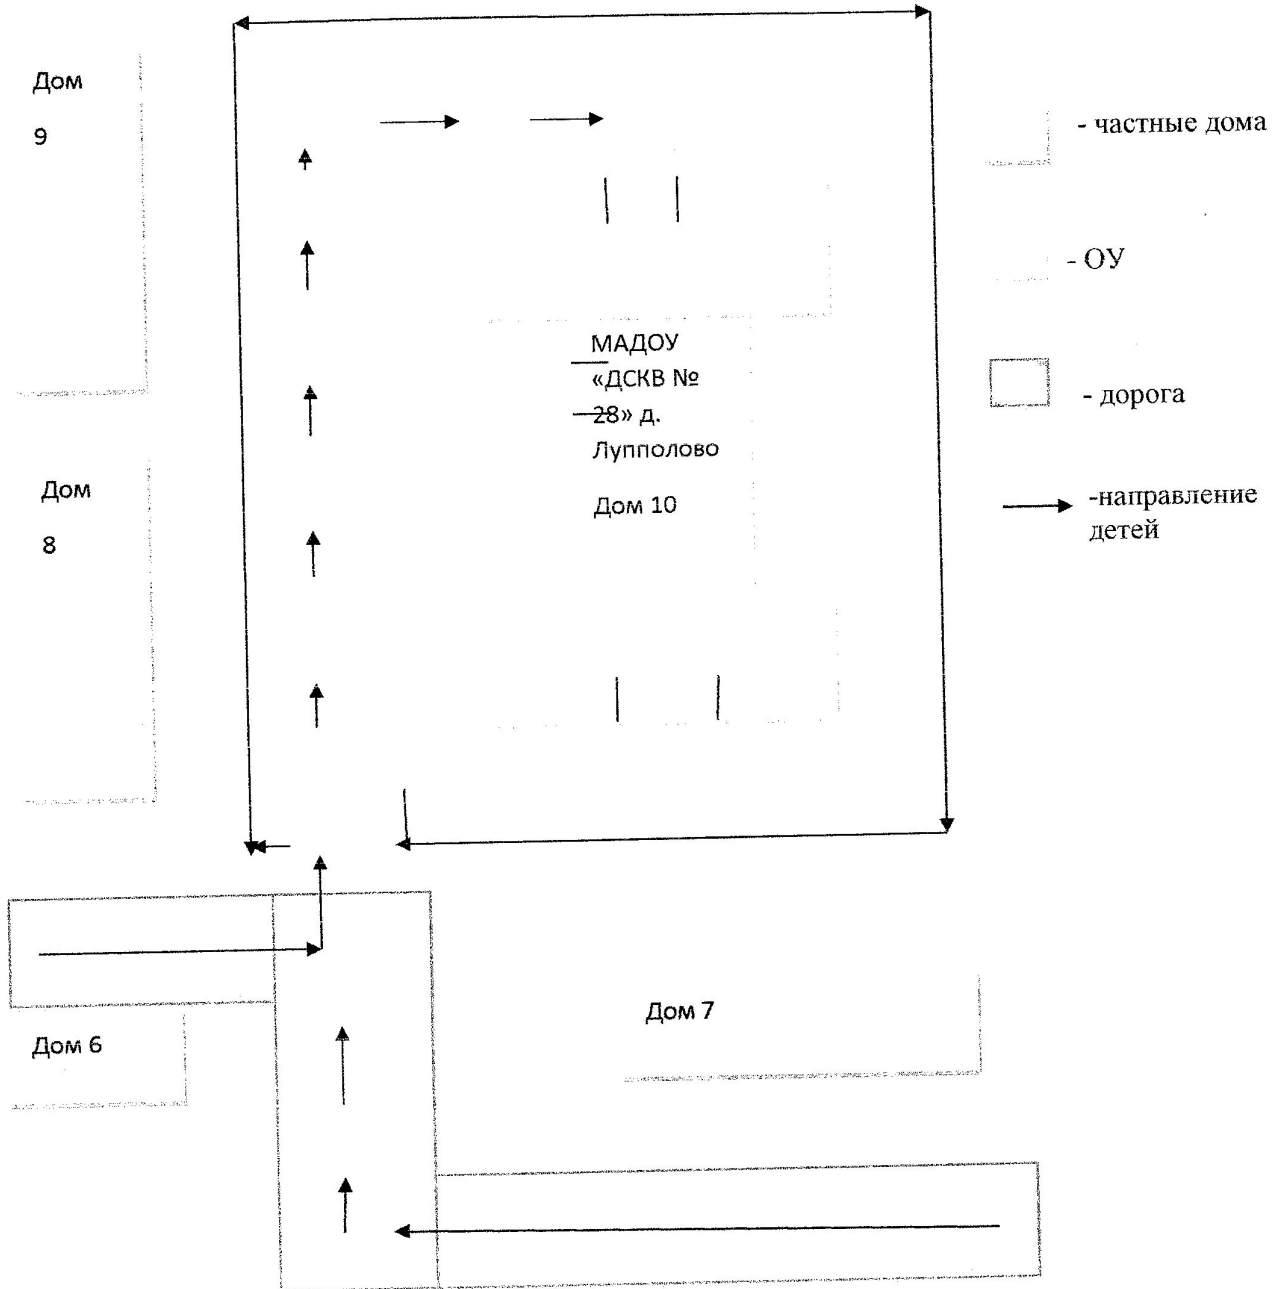 Дом
9
- частные дома
- ОУ
МАДОУ
«ДСКВ №
28» д.
Лупполово
Дом 10
- дорога
Дом
8
-направление
детей
Дом 7
Дом 6